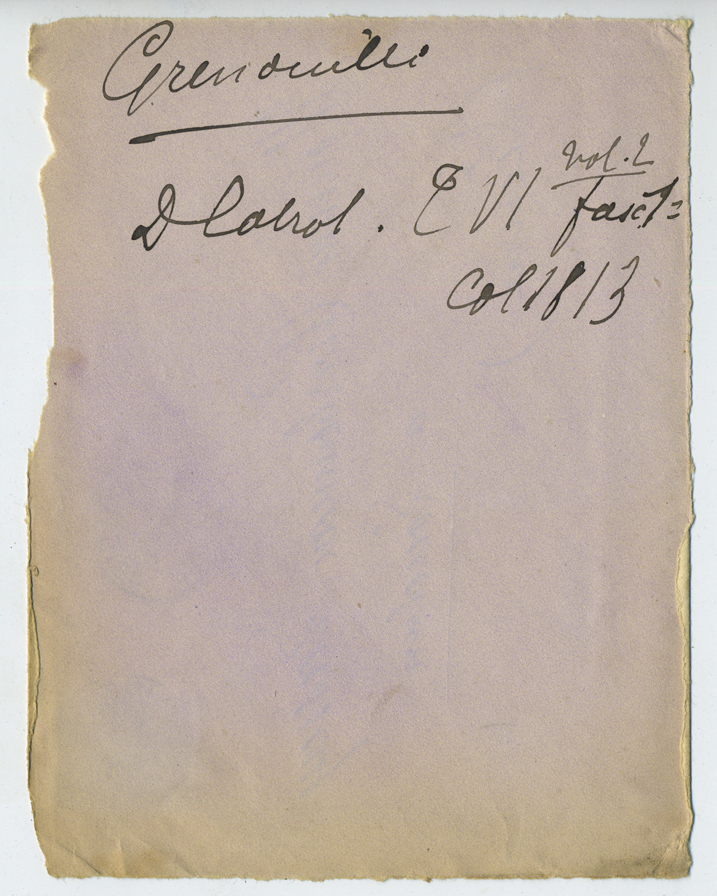 Grenouille
D Cabrol. T VI vol. 2
fasc
col 1813